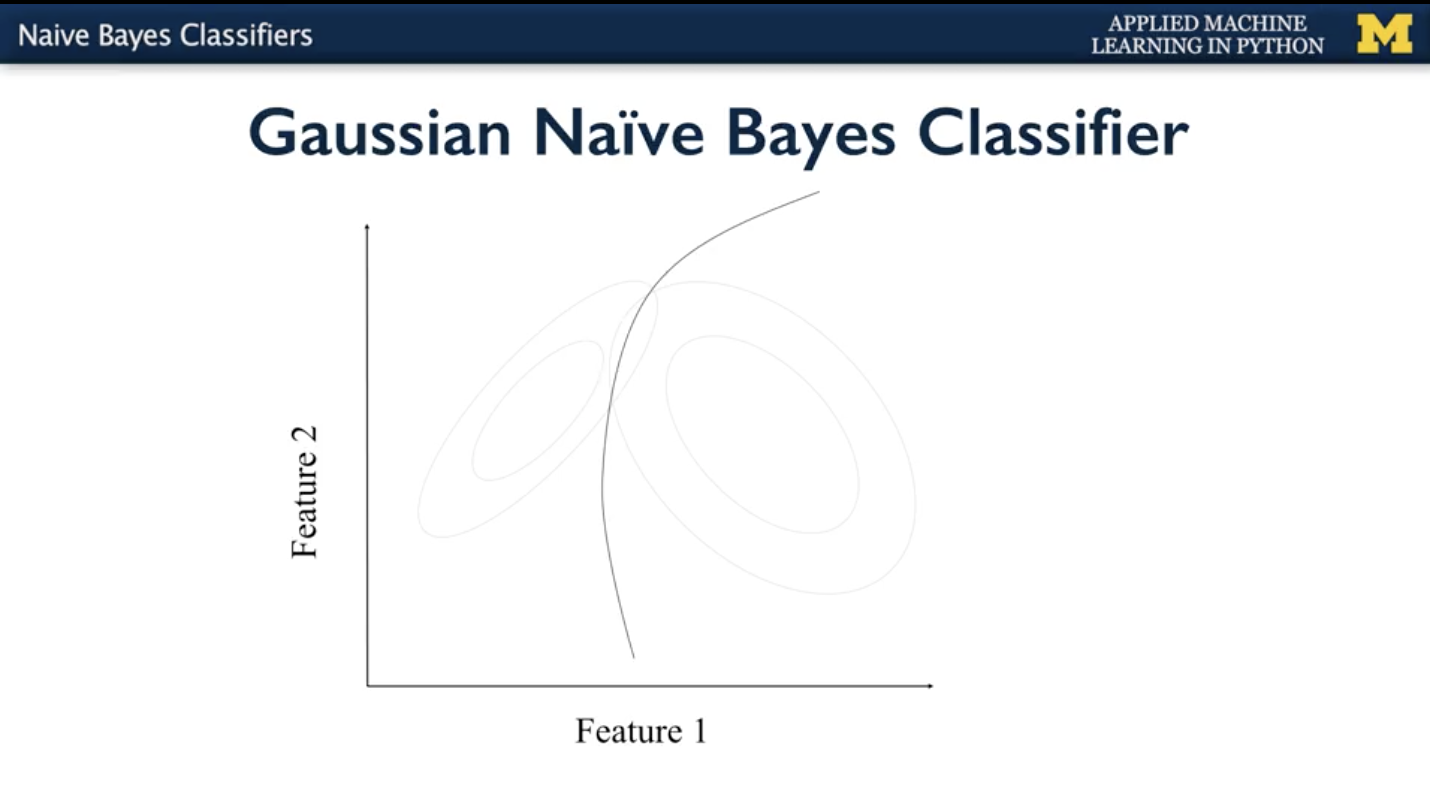 Naive Bayes Classifiers
APPLIED MACHINE
LEARNING IN PYTHON
M
Gaussian Naïve Bayes Classifier
Feature 2
Feature 1